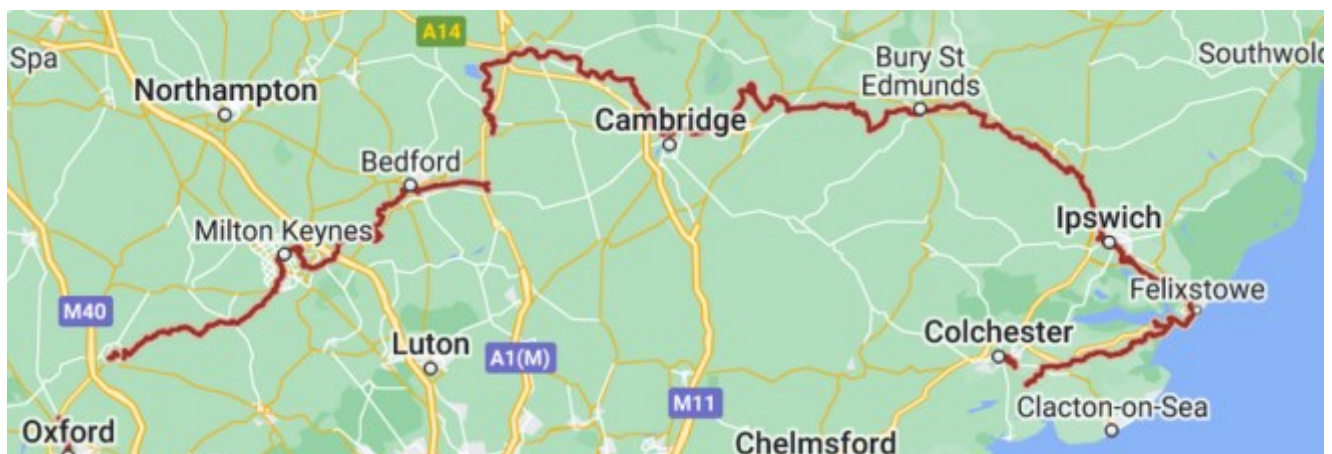 A14
Spa
Bury St
Edmunds
Southwold
Northampton
Cambridge
Bedford
Milton Keynes
Ipswich
Felixstowe
M40
Luton
A1(M)
Colchester
M11
Clacton-on-Sea
Oxford
Chelmsford